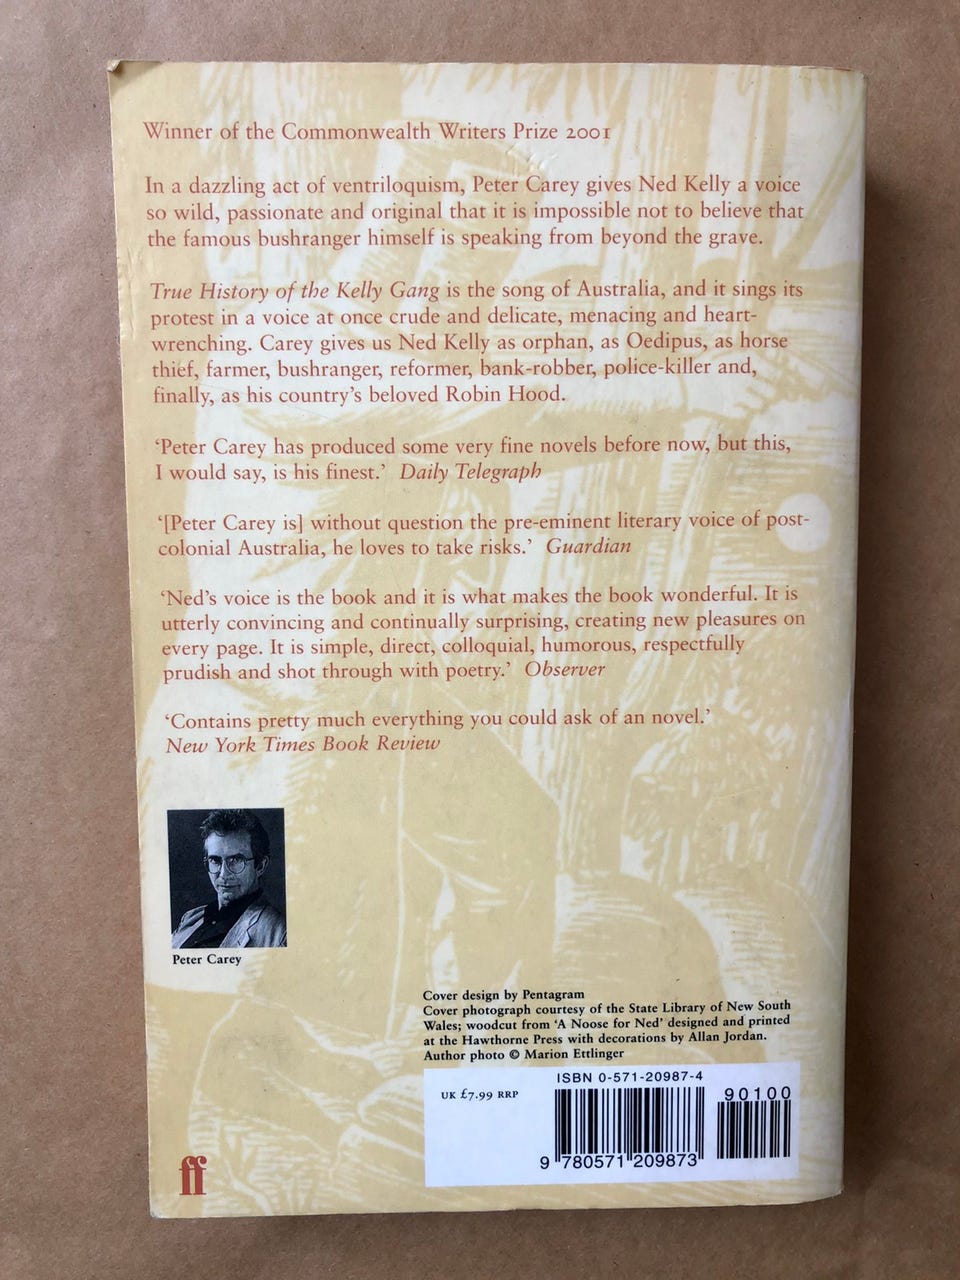 Winner of the Commonwealth Writers Prize 2001
In a dazzling act of ventriloquism, Peter Carey gives Ned Kelly a voice
so wild, passionate and original that it is impossible not to believe that
the famous bushranger himself is speaking from beyond the grave.
True History of the Kelly Gang is the song of Australia, and it sings its
protest in a voice at once crude and delicate, menacing and heart-
wrenching. Carey gives us Ned Kelly as orphan, as Oedipus, as horse
thief, farmer, bushranger, reformer, bank-robber, police-killer and,
finally, as his country's beloved Robin Hood.
‘Peter Carey has produced some very fine novels before now, but this,
I would say, is his finest.’ Daily Telegraph
‘[Peter Carey is] without question the pre-eminent literary voice of post-
colonial Australia, he loves to take risks.’ Guardian
‘Ned's voice is the book and it is what makes the book wonderful. It is
utterly convincing and continually surprising, creating new pleasures on
every page. It is simple, direct, colloquial, humorous, respectfully
prudish and shot through with poetry.’ Observer
‘Contains pretty much everything you could ask of an novel.’
New York Times Book Review
Peter Carey
Cover design by Pentagram
Cover photograph courtesy of the State Library of New South
Wales; woodcut from ‘A Noose for Ned’ designed and printed
at the Hawthorne Press with decorations by Allan Jordan.
Author photo © Marion Ettlinger
ISBN 0-571-20987-4
UK £7.99 RRP
90100
9 780571 209873
ff